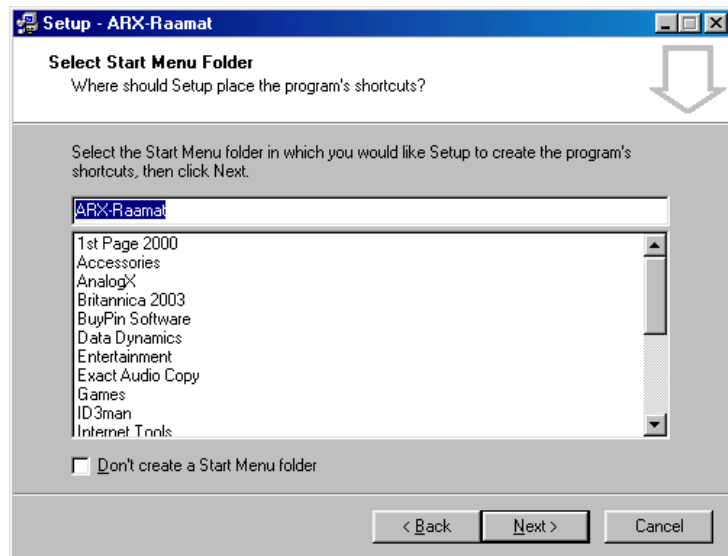 Setup - ARX-Raamat
Select Start Menu Folder
Where should Setup place the program's shortcuts?
Select the Start Menu folder in which you would like Setup to create the program's
shortcuts, then click Next.
ARX-Raamat
1st Page 2000
Accessories
AnalogX
Britannica 2003
BuyPin Software
Data Dynamics
Entertainment
Exact Audio Copy
Games
ID3man
Internet Tools
Don't create a Start Menu folder
< Back Next > Cancel